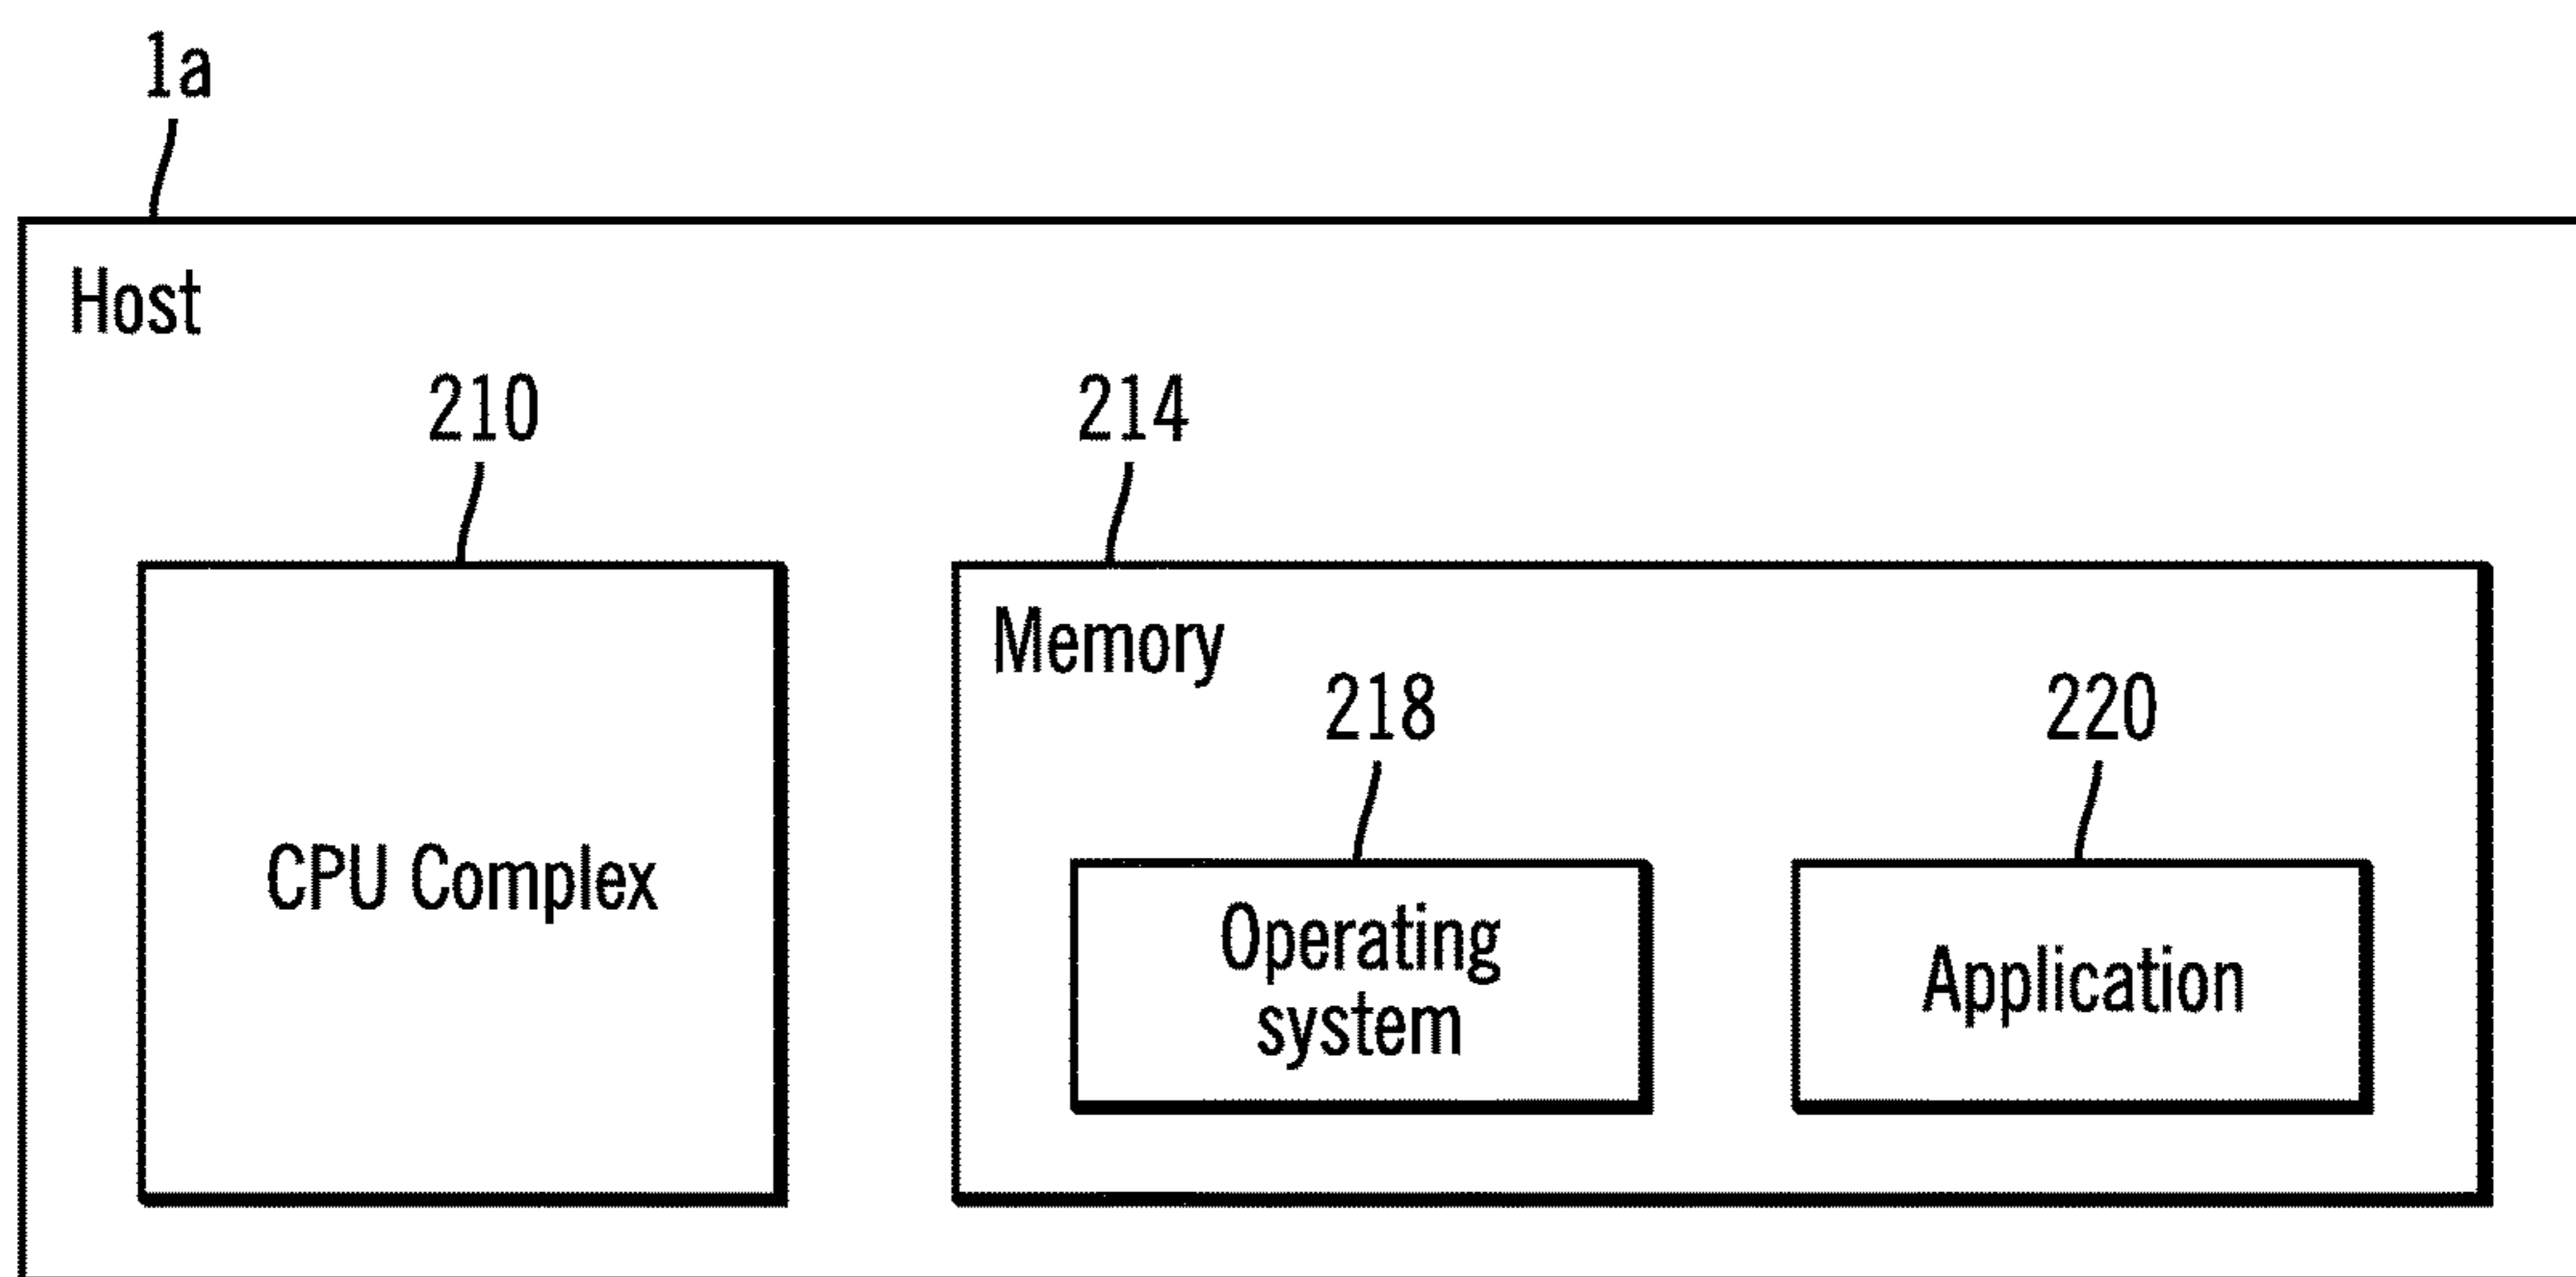 1a
Host
210
214
Memory
218
220
CPU Complex
Operating
system
Application